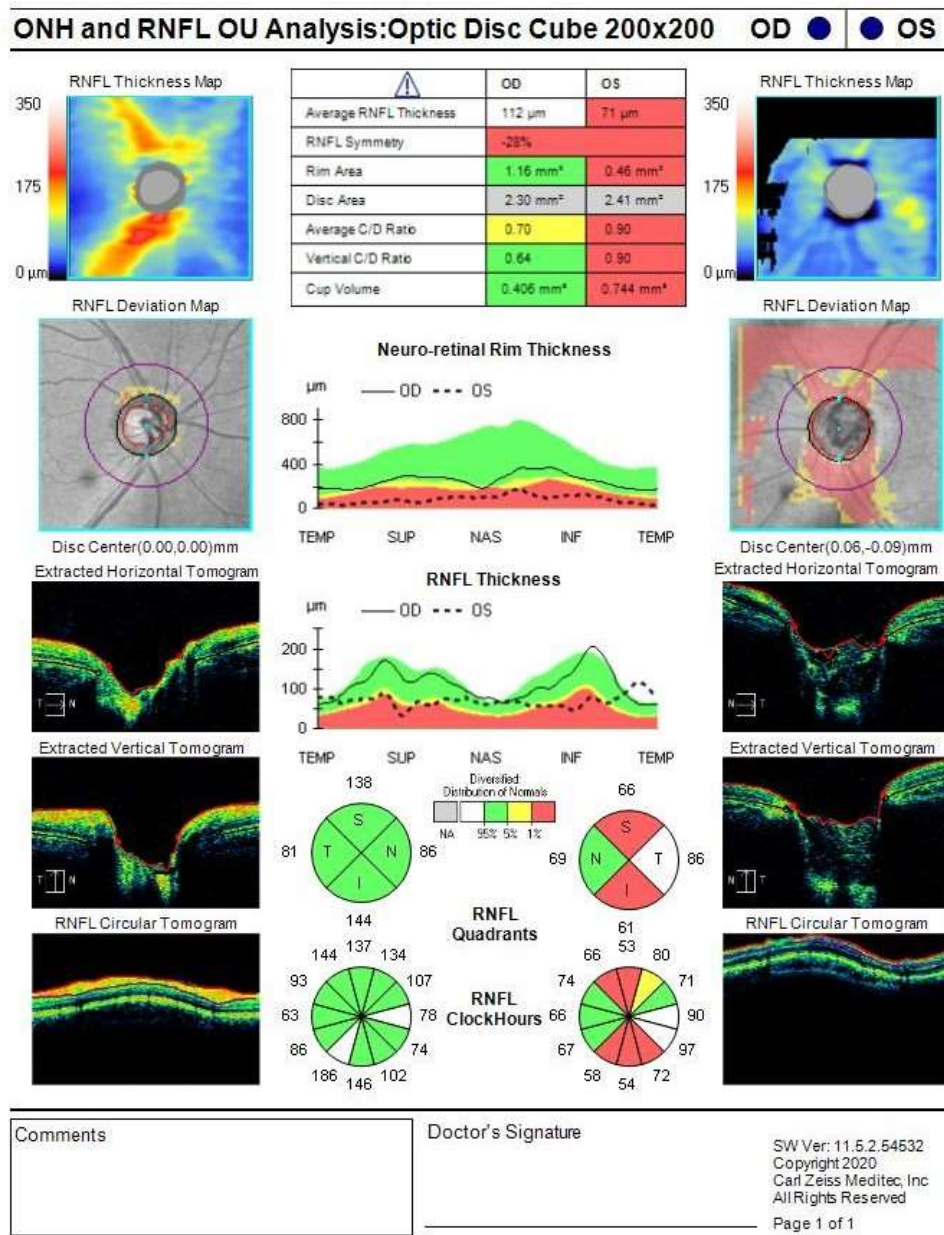 ONH and RNFL OU Analysis:Optic Disc Cube 200x200 OD OS
RNFL Thickness Map
350
175
0 µm
OD OS
Average RNFL Thickness 112 µm 71 µm
RNFL Symmetry -28%
Rim Area 1.16 mm² 0.46 mm²
Disc Area 2.30 mm² 2.41 mm²
Average C/D Ratio 0.70 0.90
Vertical C/D Ratio 0.64 0.90
Cup Volume 0.406 mm³ 0.744 mm³
RNFL Thickness Map
350
175
0 µm
RNFL Deviation Map
Disc Center(0.00,0.00)mm
Neuro-retinal Rim Thickness
µm OD OS
800
400
0
TEMP SUP NAS INF TEMP
RNFL Deviation Map
Disc Center(0.06,-0.09)mm
Extracted Horizontal Tomogram
T N
RNFL Thickness
µm OD OS
200
100
0
TEMP SUP NAS INF TEMP
Extracted Horizontal Tomogram
N T
Extracted Vertical Tomogram
T N
138
81 86
144
S
T N
I
Diversified:
Distribution of Normals
NA 95% 5% 1%
66
69 86
61
S
N T
I
RNFL
Quadrants
Extracted Vertical Tomogram
N T
RNFL Circular Tomogram
137
144 134
93 107
63 78
86 74
186 102
146
RNFL
ClockHours
53
66 80
74 71
66 90
67 97
58 72
54
RNFL Circular Tomogram
Comments
Doctor's Signature
SW Ver: 11.5.2.54532
Copyright 2020
Carl Zeiss Meditec, Inc
All Rights Reserved
Page 1 of 1